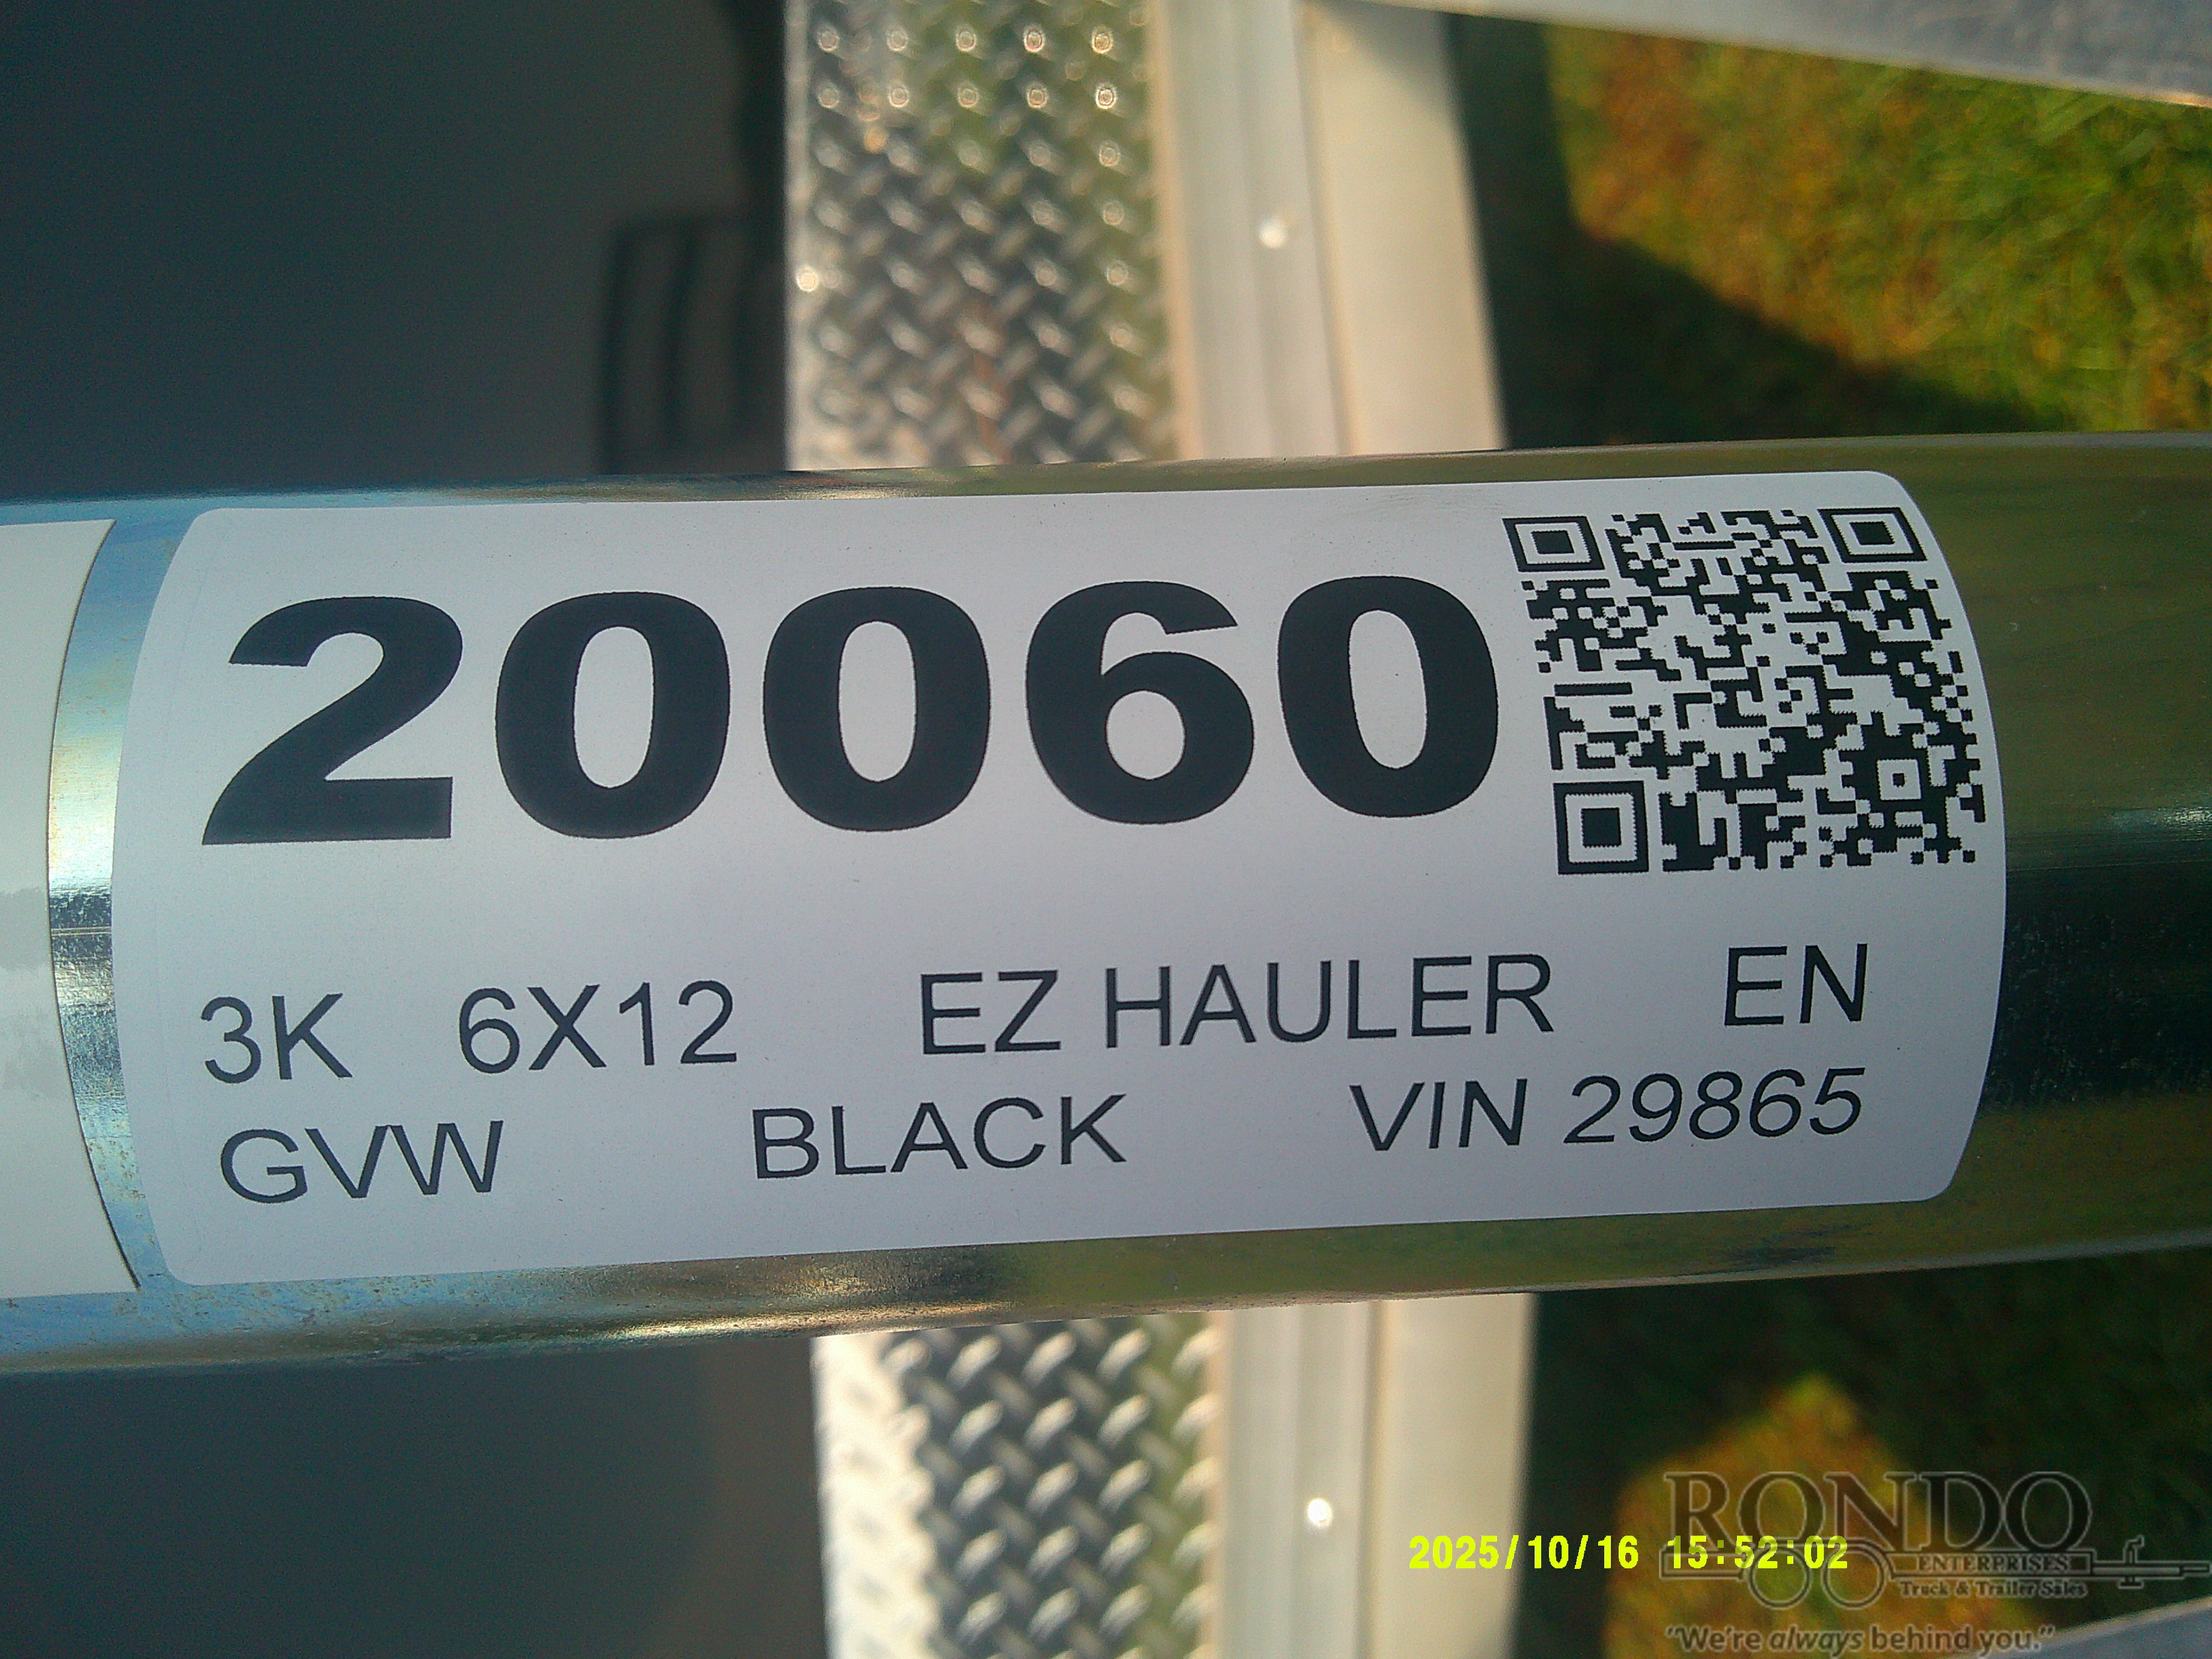 20060
3K 6X12 EZ HAULER EN
GVW BLACK VIN 29865
2025/10/16 15:52:02
RONDO
ENTERPRISES
Truck & Trailer Sales
"We're always behind you."